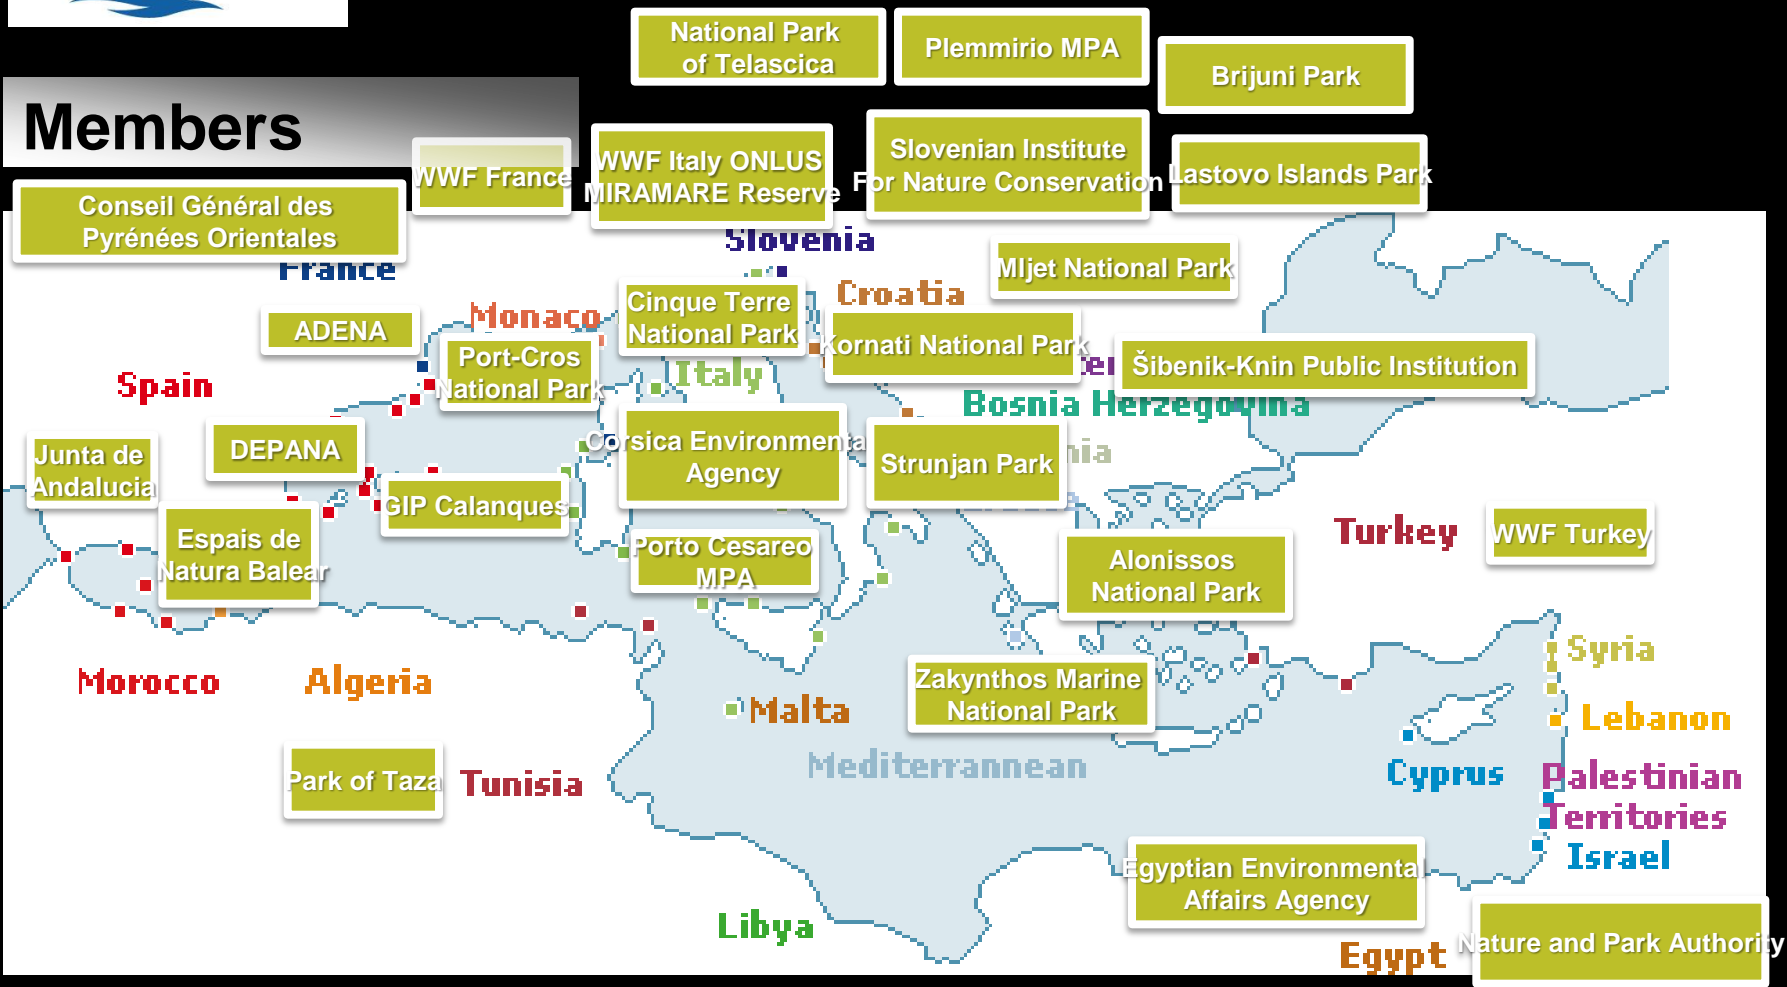 National Park
of Telascica
Plemmirio MPA
Brijuni Park
Members
WWF France
WWF Italy ONLUS
MIRAMARE Reserve
Slovenian Institute
For Nature Conservation
Lastovo Islands Park
Conseil Général des
Pyrénées Orientales
Slovenia
France
MIjet National Park
Croatia
Cinque Terre
National Park
Monaco
ADENA
Kornati National Park
Port-Cros
National Park
Šibenik-Knin Public Institution
Italy
Spain
Bosnia Herzegovina
Corsica Environmenta
Agency
DEPANA
Junta de
Andalucia
Strunjan Park
GIP Calanques
Turkey
WWF Turkey
Espais de
Natura Balear
Porto Cesareo
MPA
Alonissos
National Park
Syria
Morocco
Algeria
Zakynthos Marine
National Park
Malta
Lebanon
Mediterrannean
Cyprus
Palestinian
Territories
Park of Taza
Tunisia
Israel
Egyptian Environmental
Affairs Agency
Libya
Egypt
Nature and Park Authority